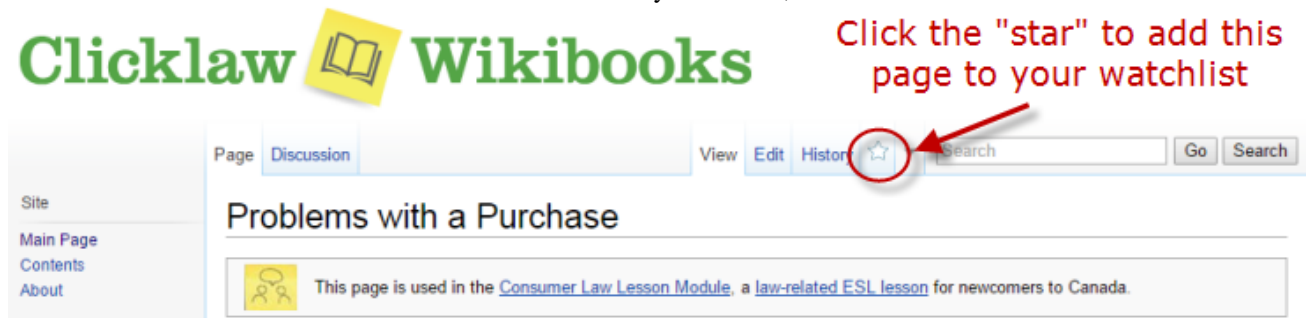 Clicklaw Wikibooks
Click the "star" to add this
page to your watchlist
Page Discussion View Edit History Search Go Search
Site
Main Page
Contents
About
Problems with a Purchase
This page is used in the Consumer Law Lesson Module, a law-related ESL lesson for newcomers to Canada.